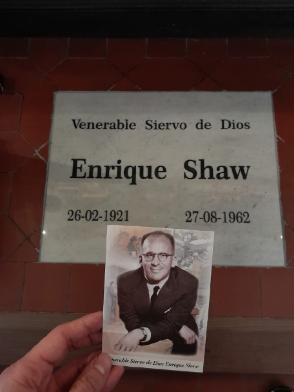 Venerable Siervo de Dios
Enrique Shaw
26-02-1921 27-08-1962
Venerable Siervo de Dios Enrique Shaw